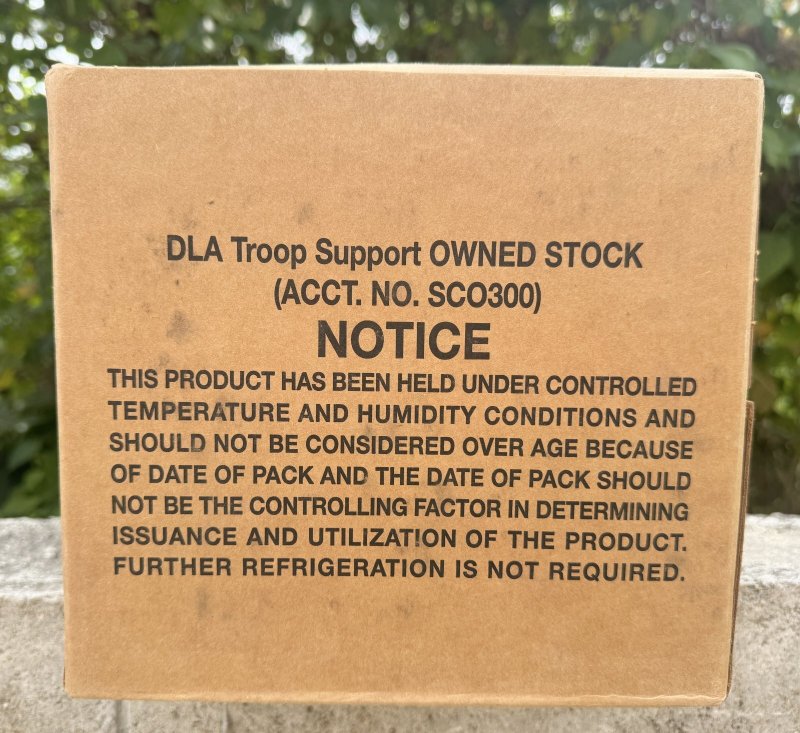 DLA Troop Support OWNED STOCK
(ACCT. NO. SCO300)
NOTICE
THIS PRODUCT HAS BEEN HELD UNDER CONTROLLED
TEMPERATURE AND HUMIDITY CONDITIONS AND
SHOULD NOT BE CONSIDERED OVER AGE BECAUSE
OF DATE OF PACK AND THE DATE OF PACK SHOULD
NOT BE THE CONTROLLING FACTOR IN DETERMINING
ISSUANCE AND UTILIZATION OF THE PRODUCT.
FURTHER REFRIGERATION IS NOT REQUIRED.